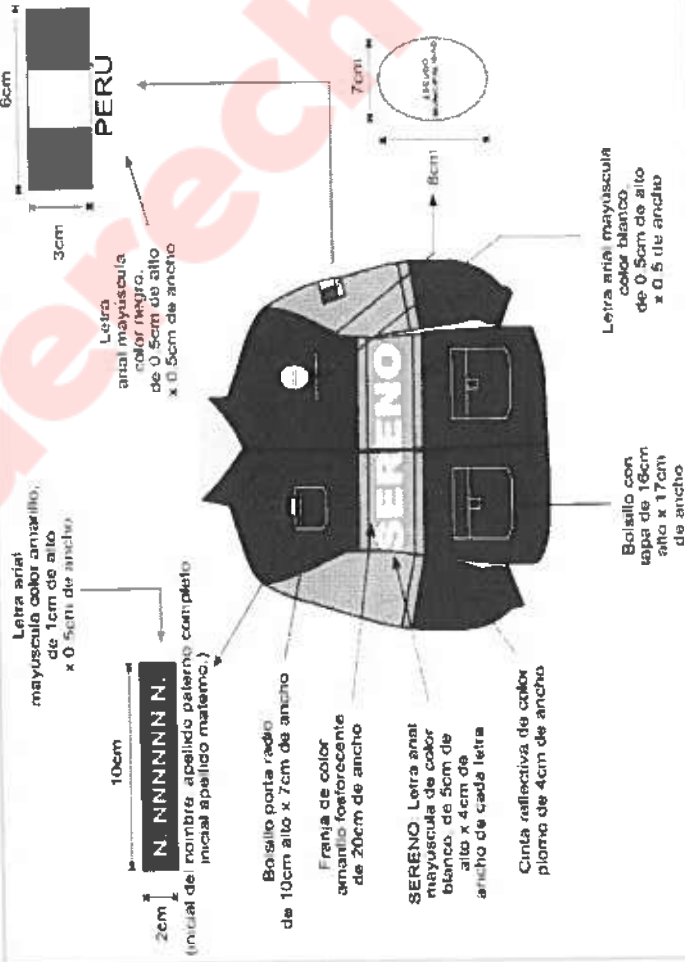 Letra arial
mayúscula color amarillo,
de 1cm de alto
x 0.5cm de ancho
10cm
2cm
N. NNNNNNN N.
(inicial del nombre apellido paterno completo
inicial apellido materno.)
6cm
3cm
PERÚ
Letra
arial mayúscula
color negro,
de 0.5cm de alto
x 0.5cm de ancho
7cm
8cm
Bolsillo porta radio
de 10cm alto x 7cm de ancho
Franja de color
amarillo fosforecente
de 20cm de ancho
SERENO: Letra arial
mayuscula de color
blanco, de 5cm de
alto x 4cm de
ancho de cada letra
Cinta reflectiva de color
plomo de 4cm de ancho
SERENO
Bolsillo con
tapa de 16cm
alto x 17cm
de ancho
Letra arial mayúscula
color blanco,
de 0.5cm de alto
x 0.5 de ancho
derech